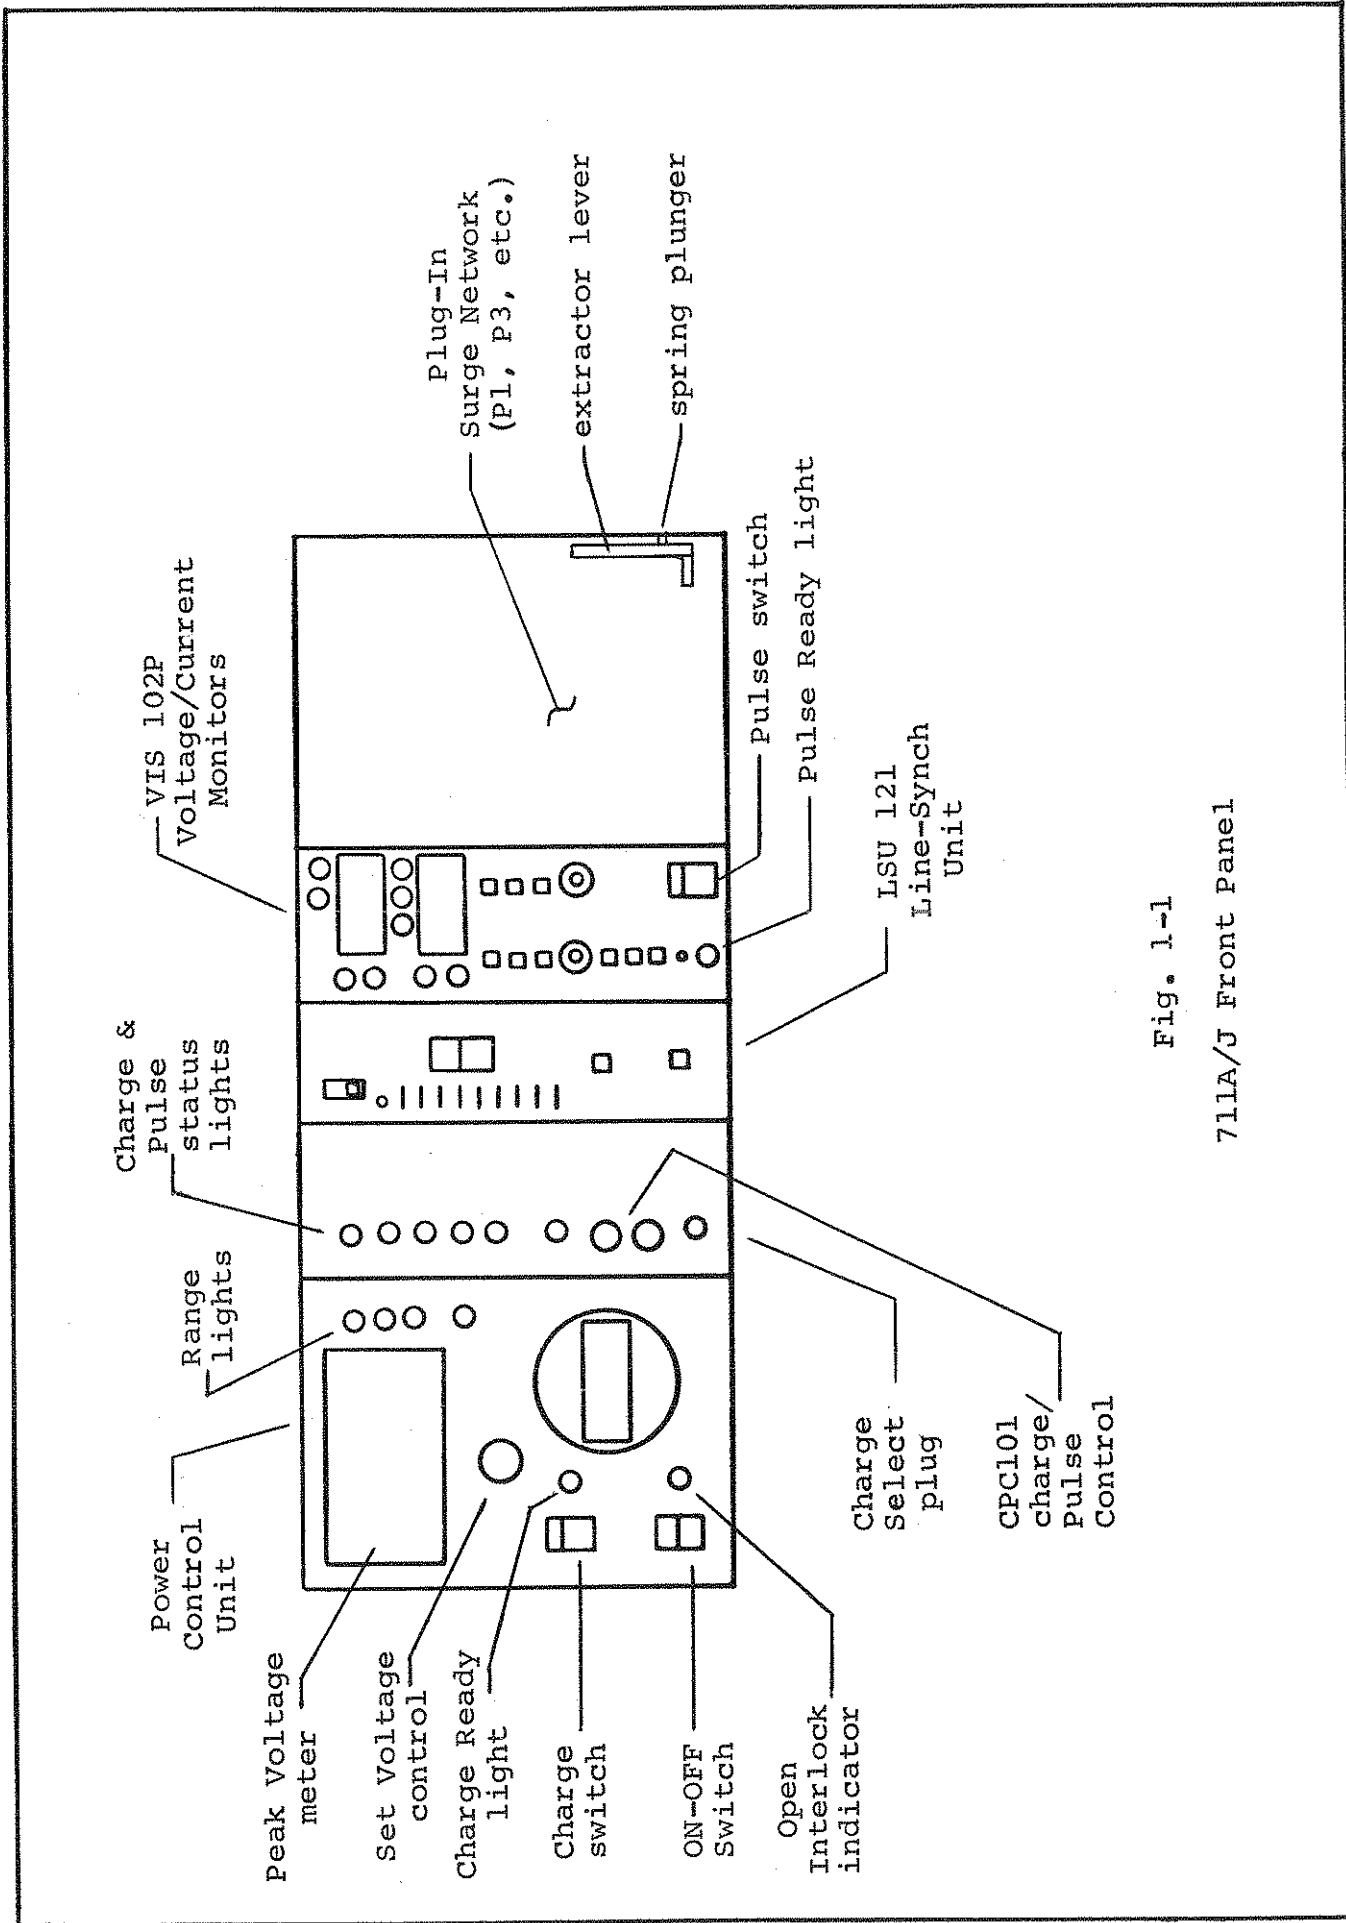 Power
Control
Unit
Range
lights
Charge &
Pulse
status
lights
VIS 102P
Voltage/Current
Monitors
Plug-In
Surge Network
(P1, P3, etc.)
extractor lever
spring plunger
Pulse switch
Pulse Ready light
LSU 121
Line-Synch
Unit
Peak Voltage
meter
Set Voltage
control
Charge Ready
light
Charge
switch
ON-OFF
Switch
Open
Interlock
indicator
Charge
Select
plug
CPC101
charge/
Pulse
Control
Fig. 1-1
711A/J Front Panel